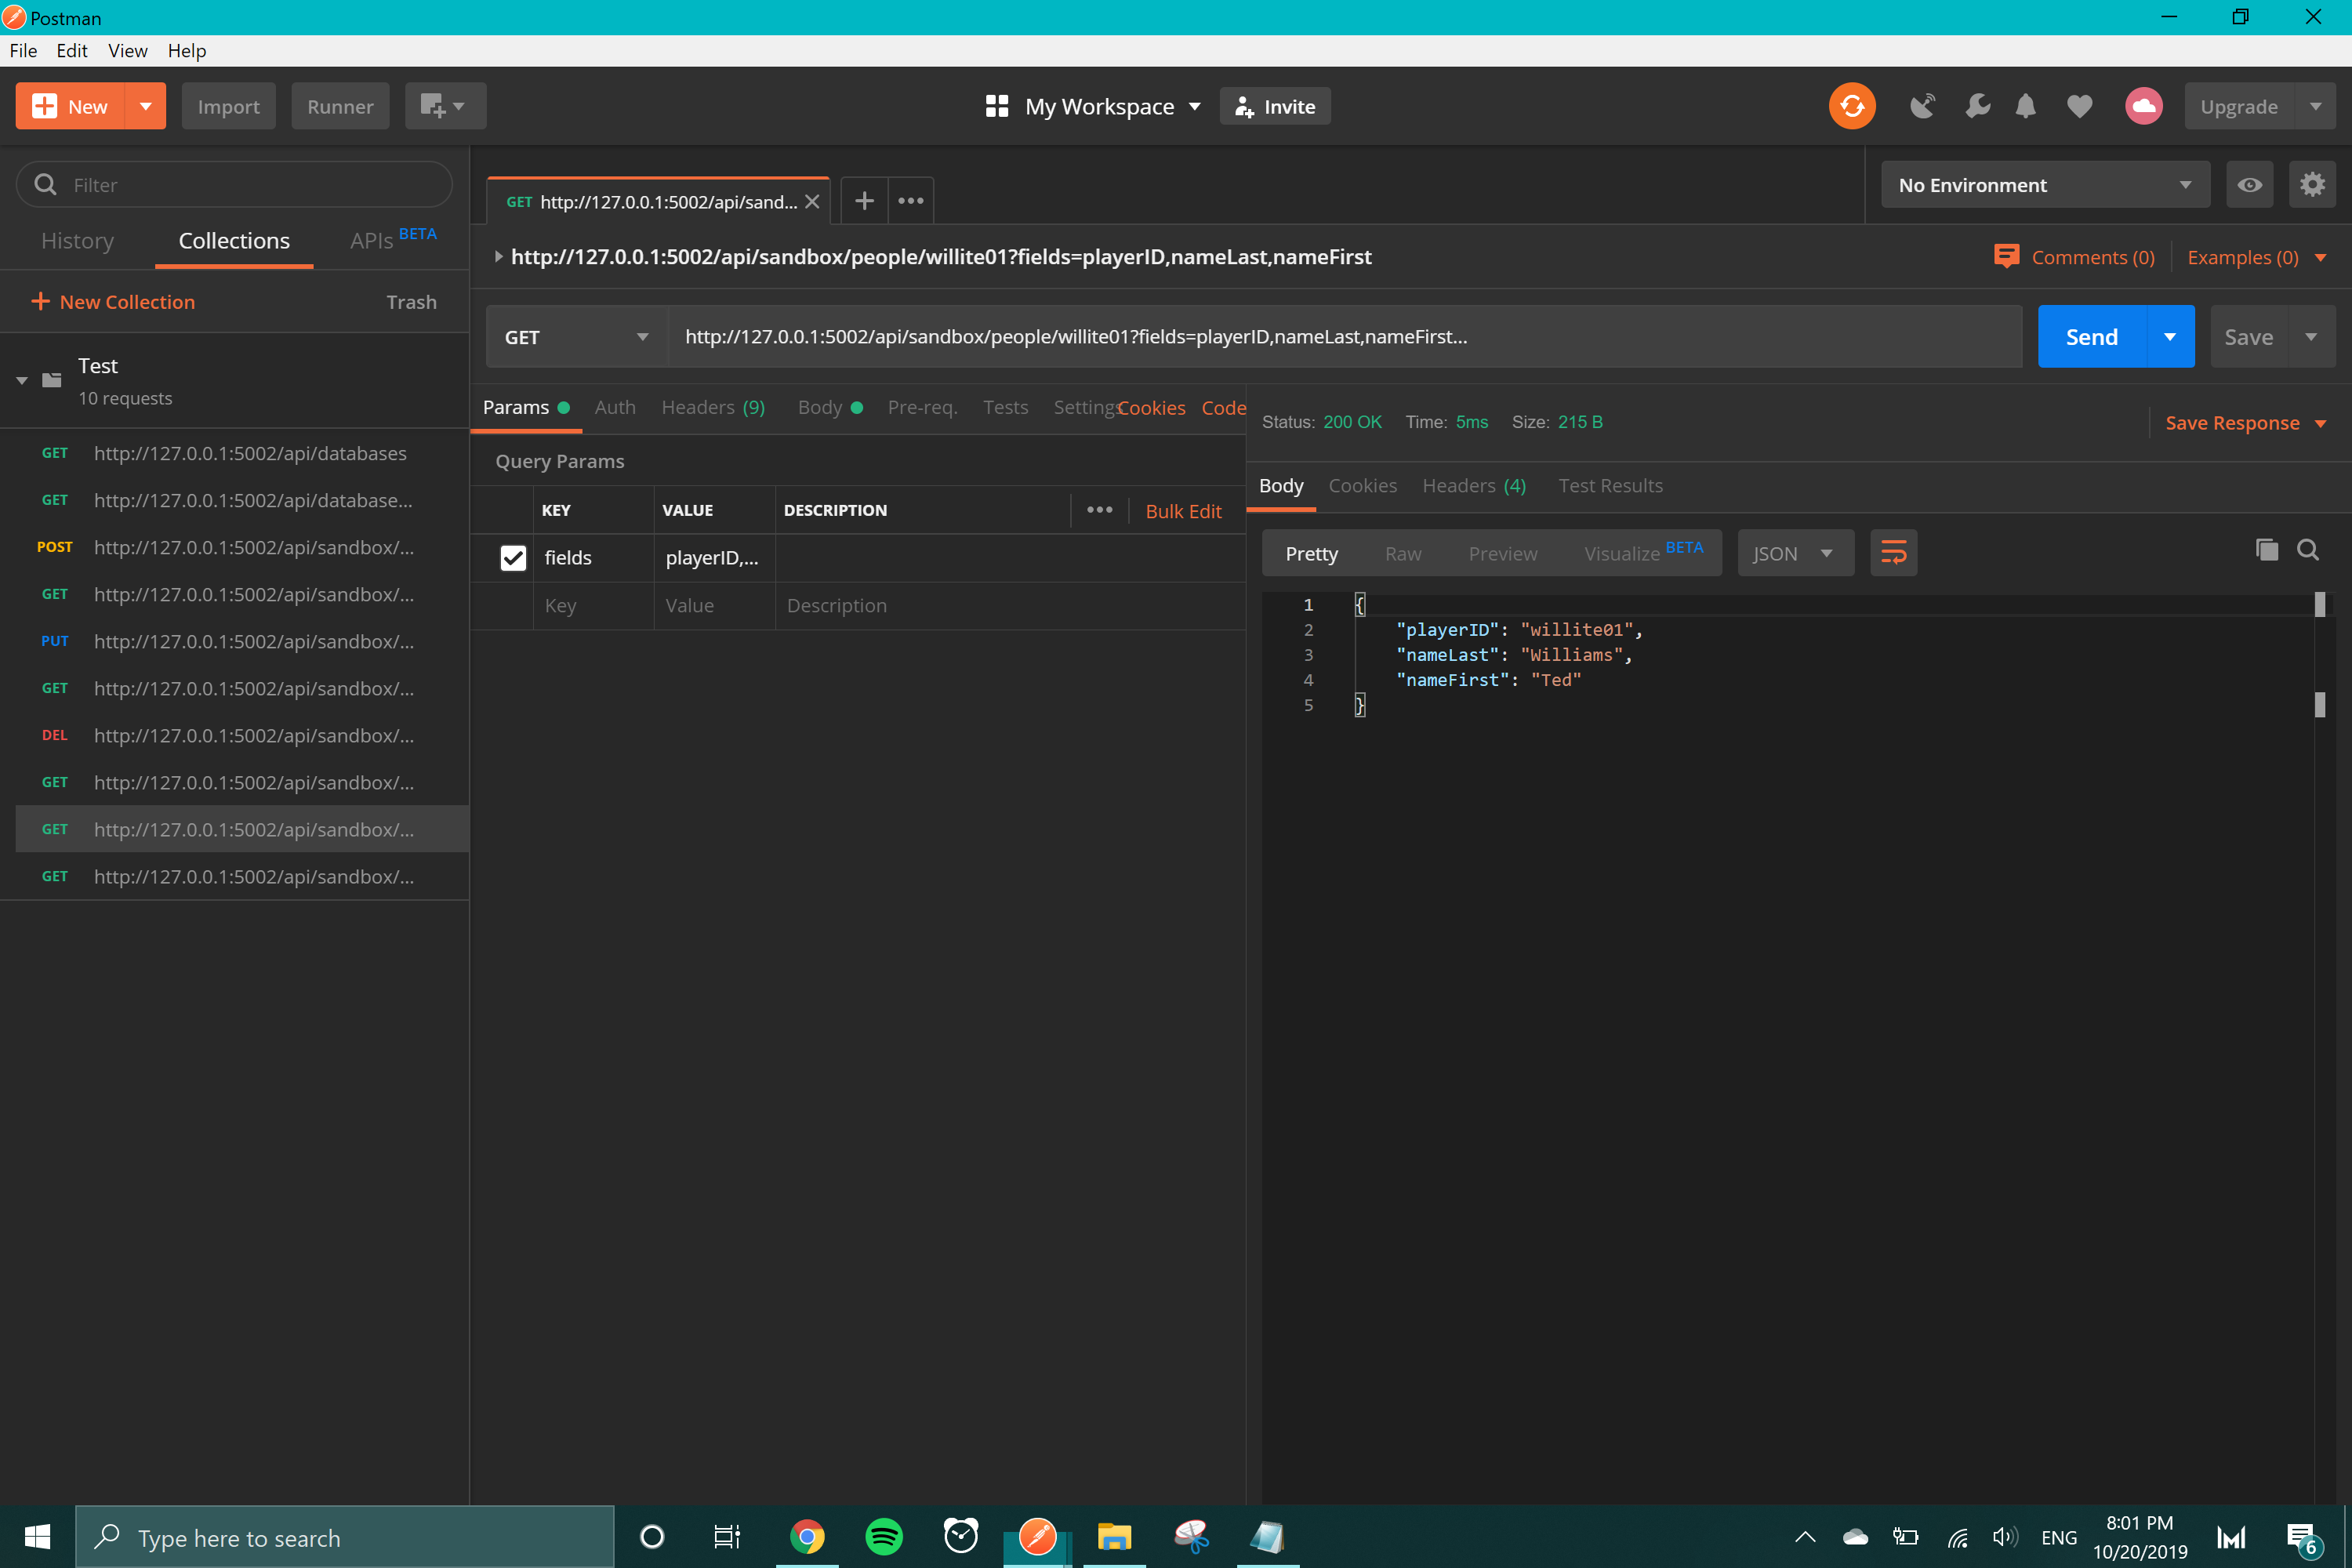 Postman
File Edit View Help
New Import Runner My Workspace Invite Upgrade
Filter
History Collections APIs BETA
New Collection Trash
Test
10 requests
GET http://127.0.0.1:5002/api/databases
GET http://127.0.0.1:5002/api/database...
POST http://127.0.0.1:5002/api/sandbox/...
GET http://127.0.0.1:5002/api/sandbox/...
PUT http://127.0.0.1:5002/api/sandbox/...
GET http://127.0.0.1:5002/api/sandbox/...
DEL http://127.0.0.1:5002/api/sandbox/...
GET http://127.0.0.1:5002/api/sandbox/...
GET http://127.0.0.1:5002/api/sandbox/...
GET http://127.0.0.1:5002/api/sandbox/...
GET http://127.0.0.1:5002/api/sand...
No Environment
http://127.0.0.1:5002/api/sandbox/people/willite01?fields=playerID,nameLast,nameFirst
Comments (0) Examples (0)
GET http://127.0.0.1:5002/api/sandbox/people/willite01?fields=playerID,nameLast,nameFirst...
Send Save
Params Auth Headers (9) Body Pre-req. Tests Settings Cookies Code
Query Params
KEY VALUE DESCRIPTION ••• Bulk Edit
fields playerID,...
Key Value Description
Status: 200 OK Time: 5ms Size: 215 B Save Response
Body Cookies Headers (4) Test Results
Pretty Raw Preview Visualize BETA JSON
1 {
2 "playerID": "willite01",
3 "nameLast": "Williams",
4 "nameFirst": "Ted"
5 }
Type here to search
ENG
8:01 PM
10/20/2019
6